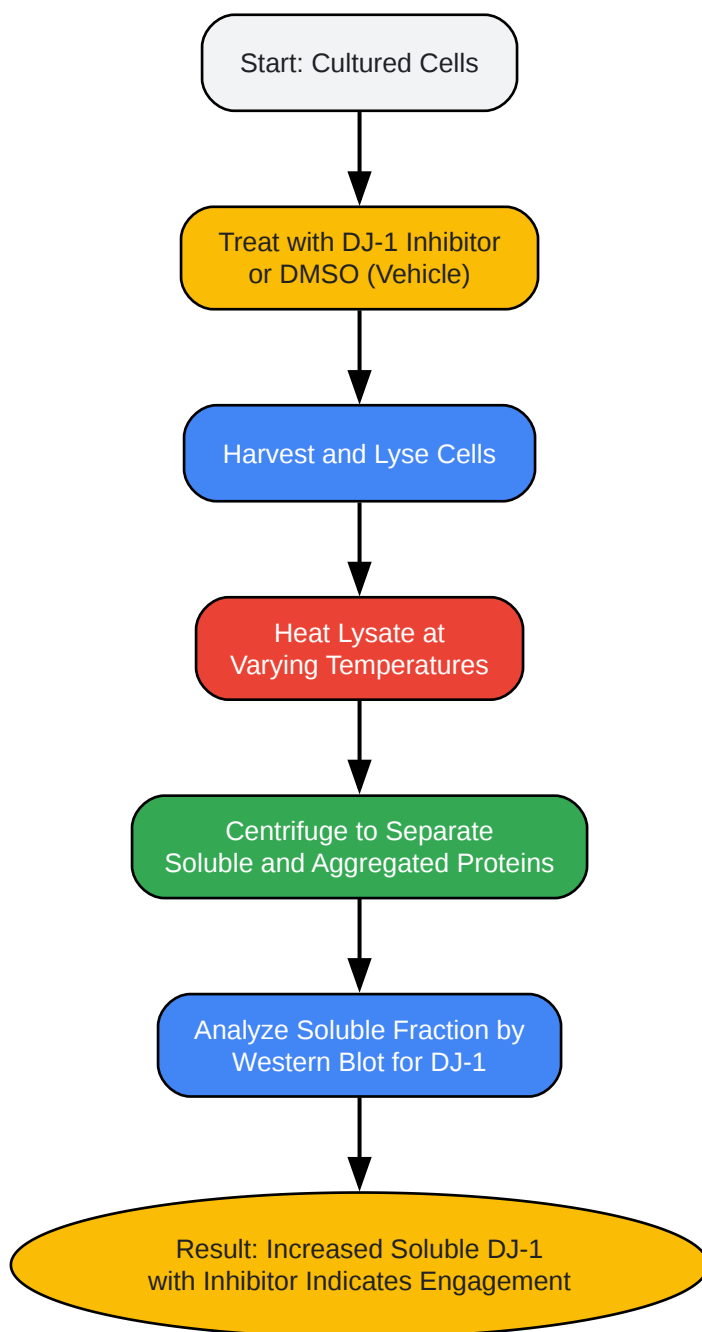 Start: Cultured Cells
Treat with DJ-1 Inhibitor
or DMSO (Vehicle)
Harvest and Lyse Cells
Heat Lysate at
Varying Temperatures
Centrifuge to Separate
Soluble and Aggregated Proteins
Analyze Soluble Fraction by
Western Blot for DJ-1
Result: Increased Soluble DJ-1
with Inhibitor Indicates Engagement